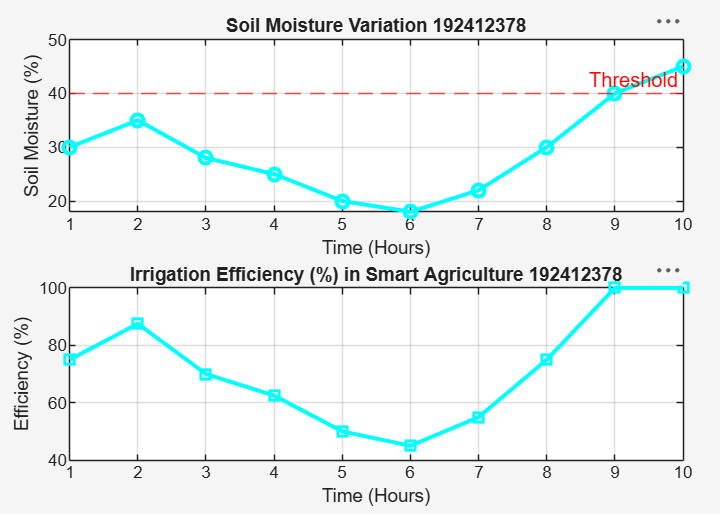 Soil Moisture Variation 192412378
Soil Moisture (%)
50
40
30
20
Threshold
1 2 3 4 5 6 7 8 9 10
Time (Hours)
Irrigation Efficiency (%) in Smart Agriculture 192412378
Efficiency (%)
100
80
60
40
1 2 3 4 5 6 7 8 9 10
Time (Hours)